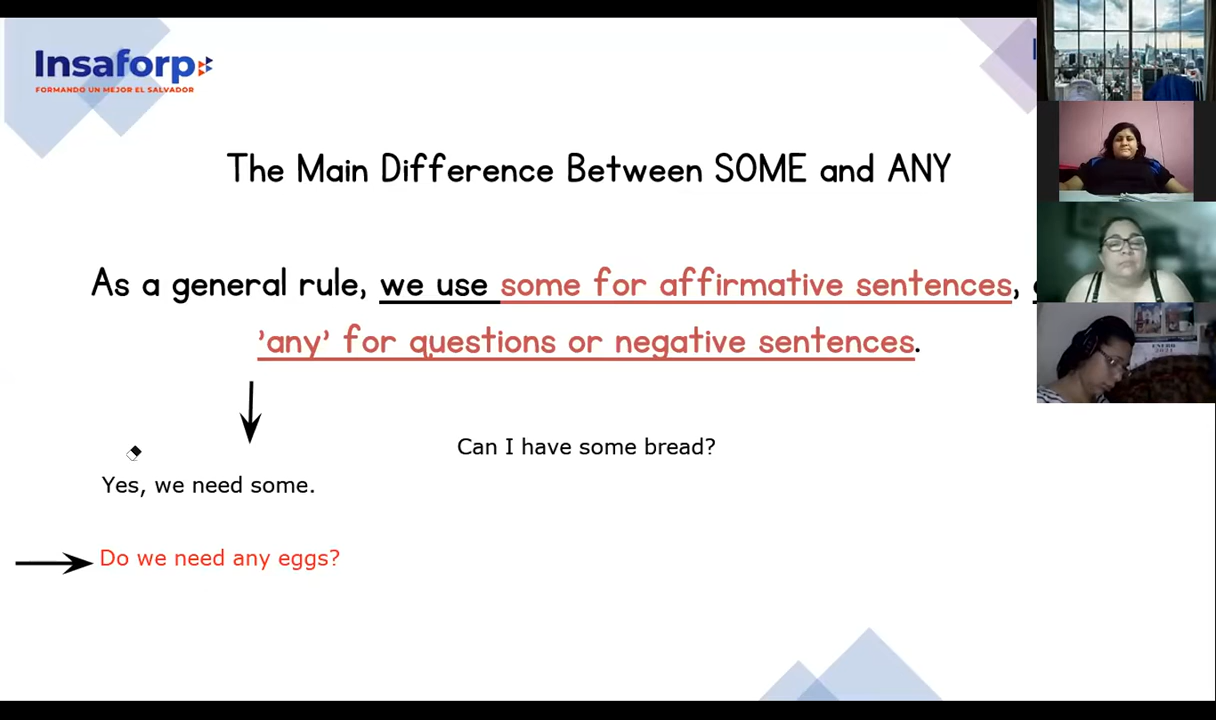 Insaforp
FORMANDO UN MEJOR EL SALVADOR
The Main Difference Between SOME and ANY
As a general rule, we use some for affirmative sentences,
'any' for questions or negative sentences.
Can I have some bread?
Yes, we need some.
Do we need any eggs?
ENERO